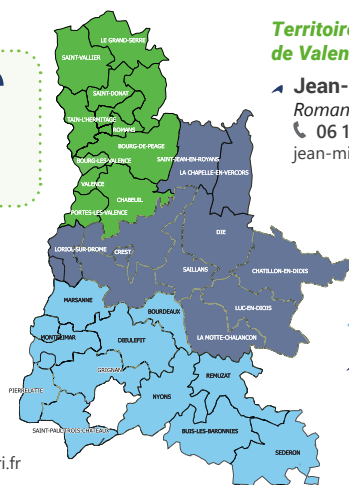 Territoire
de Valen
Jean-
Roman
06 1
jean-mi
LE GRAND-SERRE
SAINT-VALLIER
SAINT-DONAT
TAIN-L'HERMITAGE
ROMANS
BOURG-DE-PEAGE
BOURG-LES-VALENCE
SAINT-JEAN-EN-ROYANS
LA CHAPELLE-EN-VERCORS
VALENCE
CHABEUIL
PORTES-LES-VALENCE
DIE
LORIOL-SUR-DROME
CREST
SAILLANS
CHATILLON-EN-DIOIS
MARSANNE
BOURDEAUX
LUC-EN-DIOIS
MONTELIMAR
DIEULEFIT
LA MOTTE-CHALANCON
GRIGNAN
REMUZAT
PIERRELATTE
NYONS
SAINT-PAUL-TROIS-CHATEAUX
BUIS-LES-BARONNIES
SEDERON
i.fr